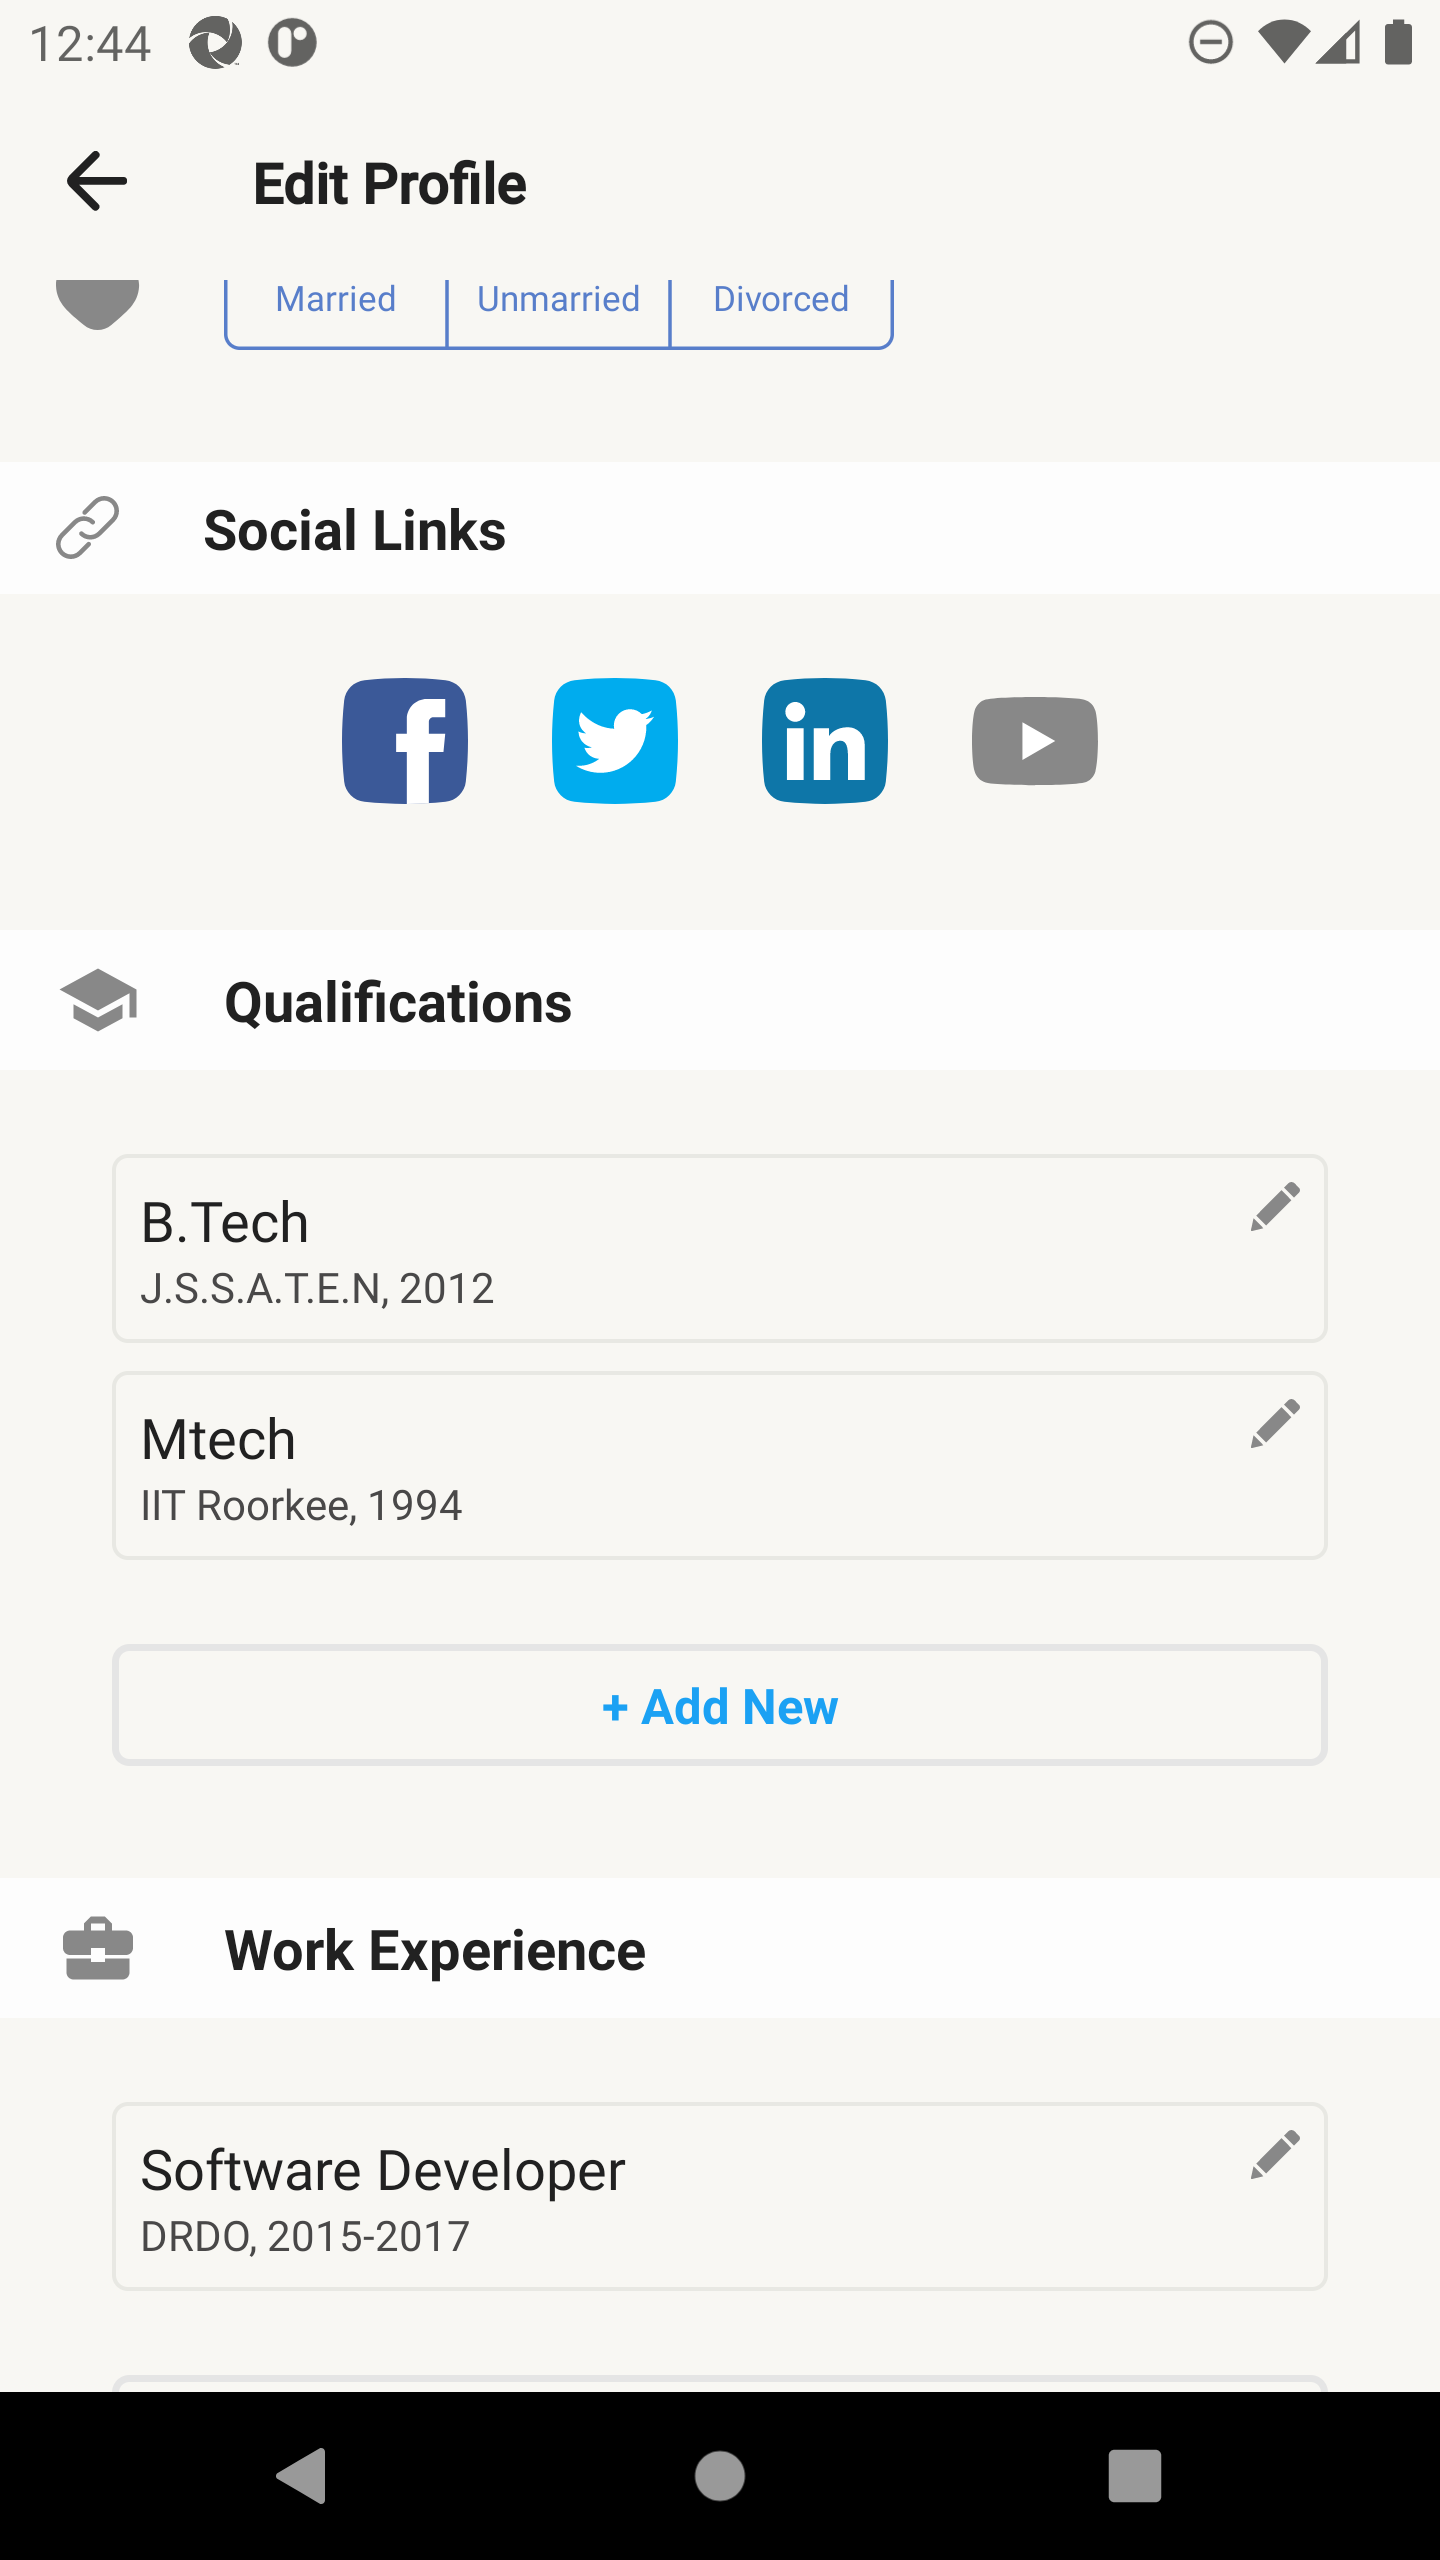 12:44
Edit Profile
Married Unmarried Divorced
Social Links
Qualifications
B.Tech
J.S.S.A.T.E.N, 2012
Mtech
IIT Roorkee, 1994
+ Add New
Work Experience
Software Developer
DRDO, 2015-2017